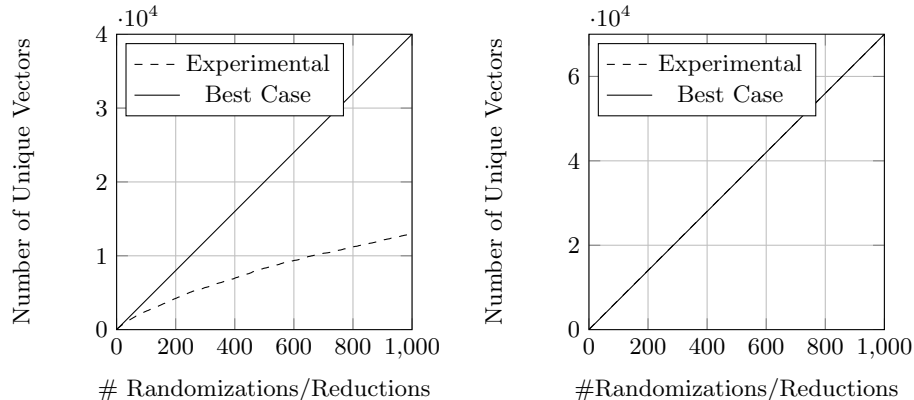 ·10⁴
4
3
2
1
0
Number of Unique Vectors
Experimental
Best Case
0 200 400 600 800 1,000
# Randomizations/Reductions
·10⁴
6
4
2
0
Number of Unique Vectors
Experimental
Best Case
0 200 400 600 800 1,000
#Randomizations/Reductions